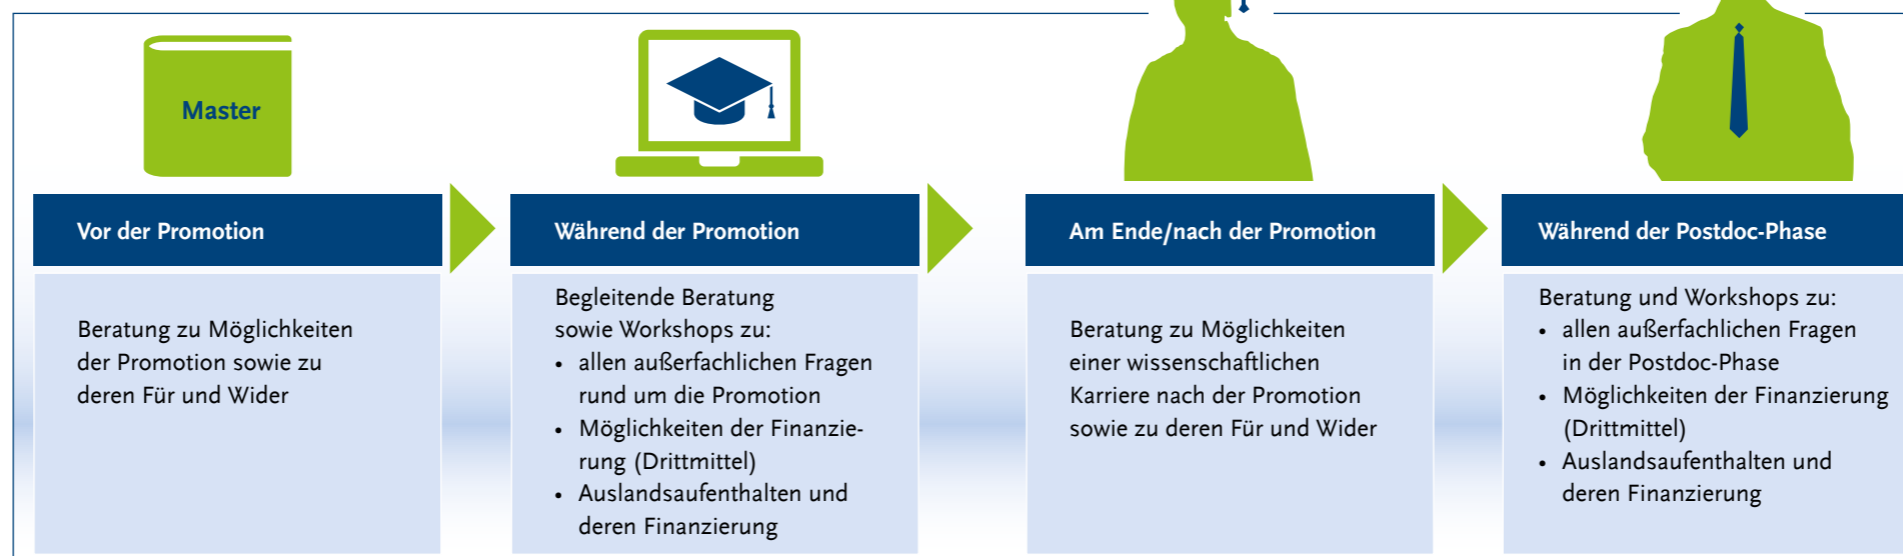 Master
Vor der Promotion
Beratung zu Möglichkeiten
der Promotion sowie zu
deren Für und Wider
Während der Promotion
Begleitende Beratung
sowie Workshops zu:
• allen außerfachlichen Fragen
rund um die Promotion
• Möglichkeiten der Finanzie-
rung (Drittmittel)
• Auslandsaufenthalten und
deren Finanzierung
Am Ende/nach der Promotion
Beratung zu Möglichkeiten
einer wissenschaftlichen
Karriere nach der Promotion
sowie zu deren Für und Wider
Während der Postdoc-Phase
Beratung und Workshops zu:
• allen außerfachlichen Fragen
in der Postdoc-Phase
• Möglichkeiten der Finanzierung
(Drittmittel)
• Auslandsaufenthalten und
deren Finanzierung